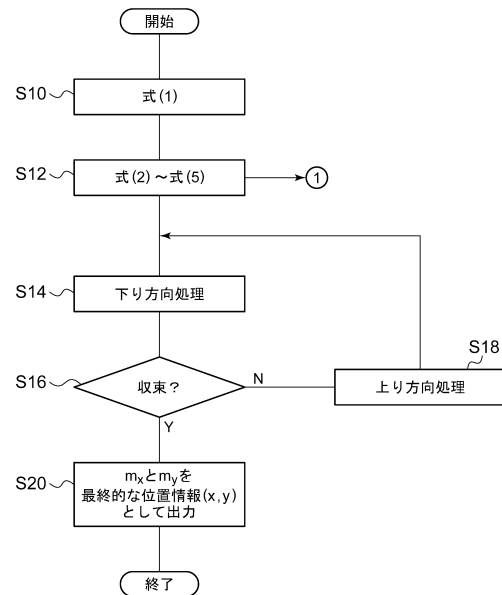 開始
S10
式(1)
S12
式(2)～式(5)
1
S14
下り方向処理
S16
収束？
N
S18
上り方向処理
Y
S20
mxとmyを
最終的な位置情報(x,y)
として出力
終了